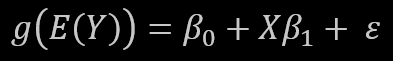 g(E(Y)) = β₀ + Xβ₁ + ε